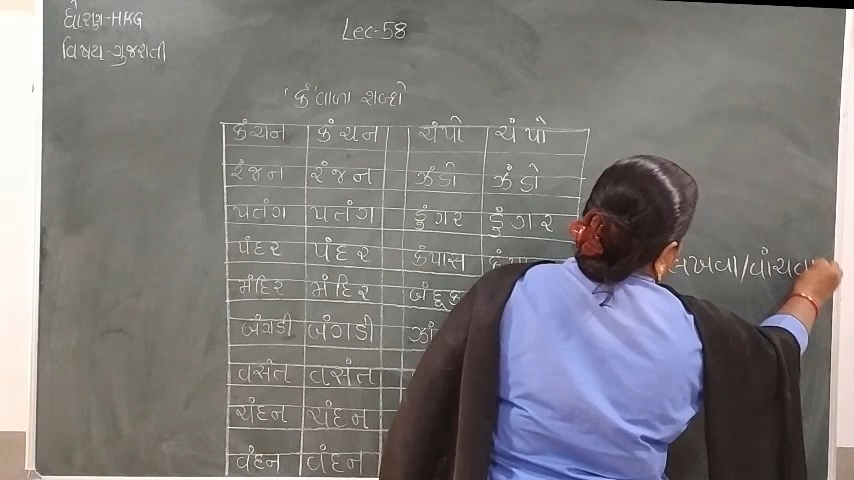 ધોરણ-HKG
વિષય-ગુજરાતી
Lec-58
'કં'વાળા શબ્દો
કંચન કંચન ચંપો ચંપો
રંજન રંજન ઝંડો ઝંડો
પતંગ પતંગ ડુંગર ડુંગર
પંદર પંદર કંપાસ
મંદિર મંદિર
બંગડી બંગડી
વસંત વસંત
ચંદન ચંદન
વંદન વંદન
લખવા/વાંચવા